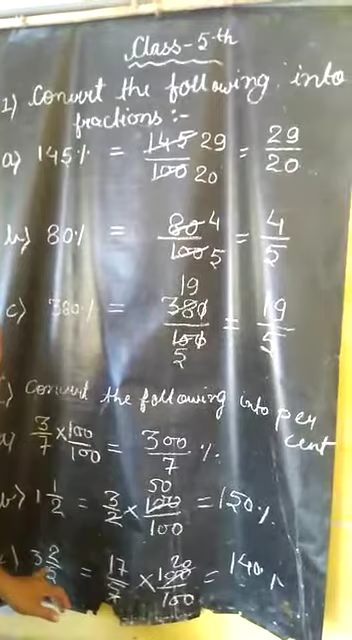 Class-5th
1) Convert the following into
fractions :-
a) 145% = 145/100 29 20 = 29/20
b) 80% = 80/100 4 5 = 4/5
c) 380% = 19 380/100 5 = 19/5
) Convert the following into per cent
a) 3/7 × 100/100 = 300/7 %.
b) 1 1/2 = 3/2 × 50 100/100 = 150%
) 3 2/5 = 17/ × 20 100/100 = 140%